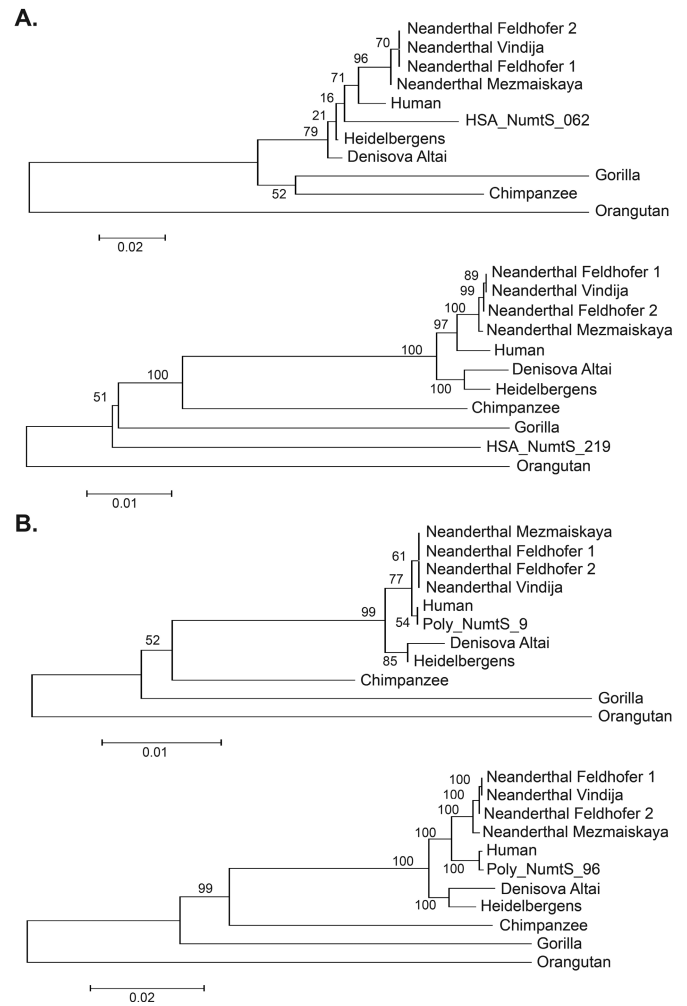 A.
Neanderthal Feldhofer 2
70
Neanderthal Vindija
96
Neanderthal Feldhofer 1
71
Neanderthal Mezmaiskaya
16
Human
21
HSA_NumtS_062
79
Heidelbergens
Denisova Altai
Gorilla
52
Chimpanzee
Orangutan
0.02
89
Neanderthal Feldhofer 1
99
Neanderthal Vindija
100
Neanderthal Feldhofer 2
97
Neanderthal Mezmaiskaya
100
Human
100
Denisova Altai
100
Heidelbergens
51
Chimpanzee
Gorilla
HSA_NumtS_219
Orangutan
0.01
B.
Neanderthal Mezmaiskaya
61
Neanderthal Feldhofer 1
77
Neanderthal Feldhofer 2
Neanderthal Vindija
99
Human
54
Poly_NumtS_9
52
Denisova Altai
85
Heidelbergens
Chimpanzee
Gorilla
Orangutan
0.01
100
Neanderthal Feldhofer 1
100
Neanderthal Vindija
100
Neanderthal Feldhofer 2
100
Neanderthal Mezmaiskaya
Human
100
100
Poly_NumtS_96
99
Denisova Altai
100
Heidelbergens
Chimpanzee
Gorilla
Orangutan
0.02